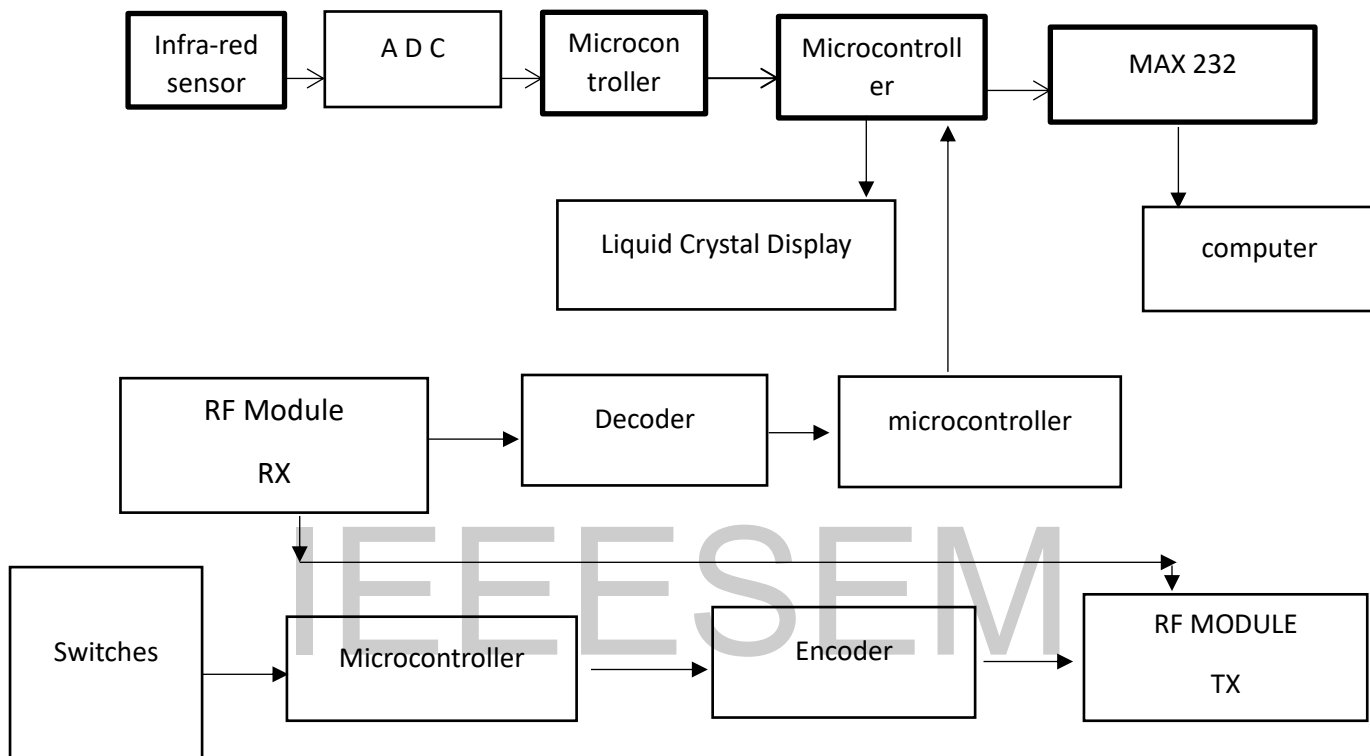 Infra-red
sensor
A D C
Microcon
troller
Microcontroll
er
MAX 232
Liquid Crystal Display
computer
RF Module
RX
Decoder
microcontroller
IEEESEM
Switches
Microcontroller
Encoder
RF MODULE
TX